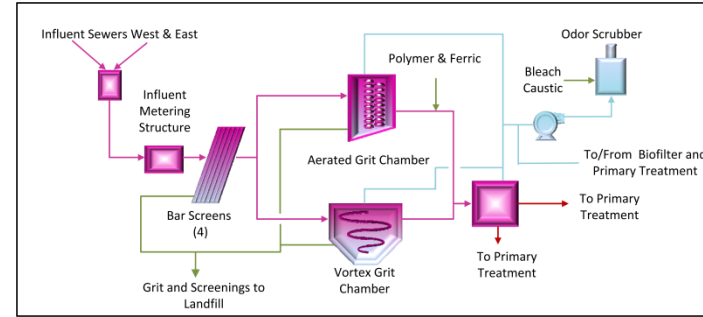 Influent Sewers West & East
Odor Scrubber
Polymer & Ferric
Bleach
Caustic
Influent
Metering
Structure
Aerated Grit Chamber
To/From Biofilter and
Primary Treatment
Bar Screens
(4)
To Primary
Treatment
To Primary
Treatment
Vortex Grit
Chamber
Grit and Screenings to
Landfill